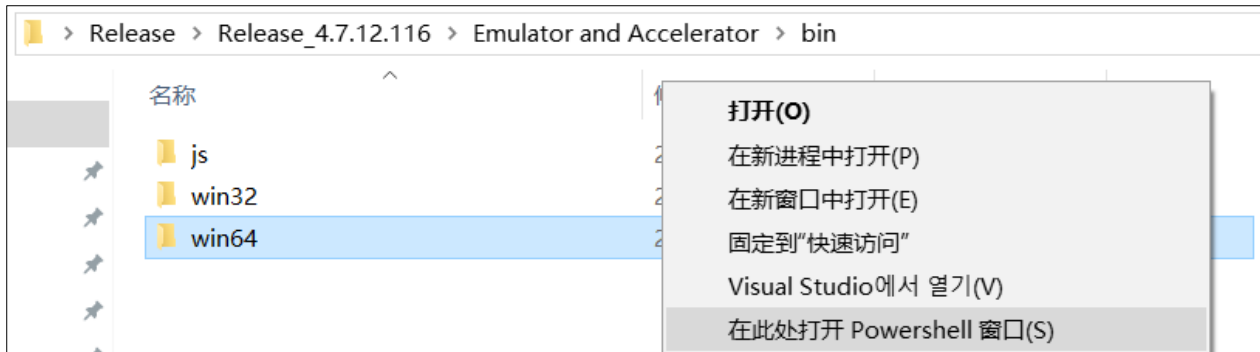 Release > Release_4.7.12.116 > Emulator and Accelerator > bin
名称
js
win32
win64
打开(O)
在新进程中打开(P)
在新窗口中打开(E)
固定到“快速访问”
Visual Studio에서 열기(V)
在此处打开 Powershell 窗口(S)